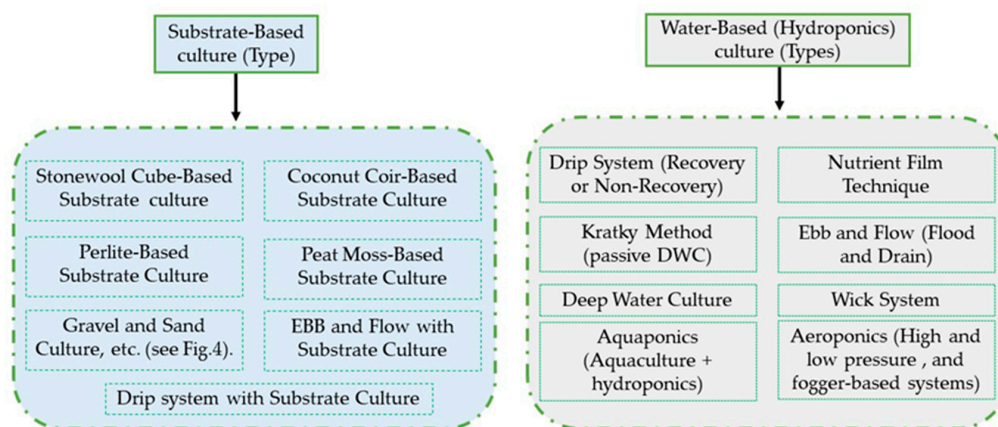 Substrate-Based
culture (Type)
Stonewool Cube-Based
Substrate culture
Coconut Coir-Based
Substrate Culture
Perlite-Based
Substrate Culture
Peat Moss-Based
Substrate Culture
Gravel and Sand
Culture, etc. (see Fig.4).
EBB and Flow with
Substrate Culture
Drip system with Substrate Culture
Water-Based (Hydroponics)
culture (Types)
Drip System (Recovery
or Non-Recovery)
Nutrient Film
Technique
Kratky Method
(passive DWC)
Ebb and Flow (Flood
and Drain)
Deep Water Culture
Wick System
Aquaponics
(Aquaculture +
hydroponics)
Aeroponics (High and
low pressure , and
fogger-based systems)